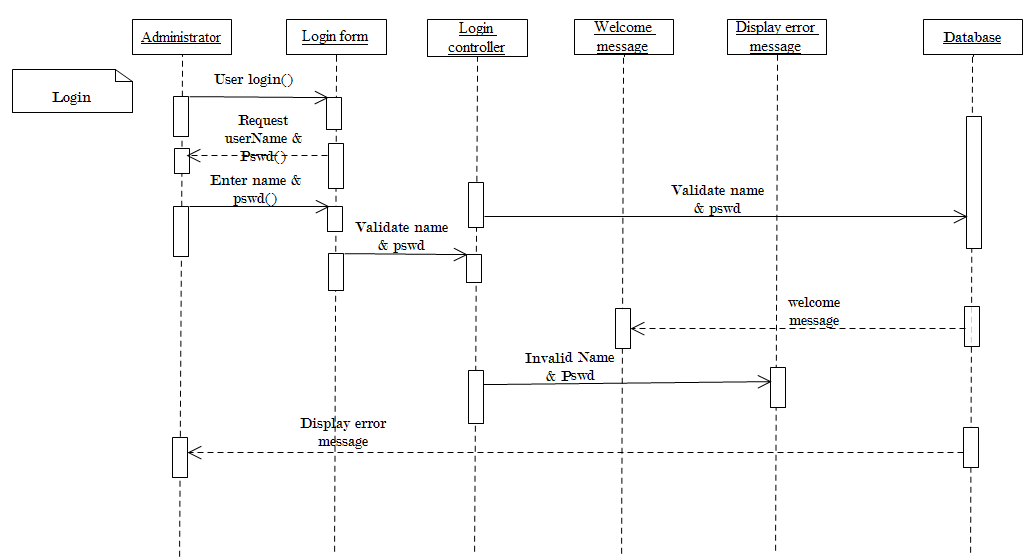 Administrator
Login form
Login
controller
Welcome
message
Display error
message
Database
Login
User login()
Request
userName &
Pswd()
Enter name &
pswd()
Validate name
& pswd
Validate name
& pswd
welcome
message
Invalid Name
& Pswd
Display error
message